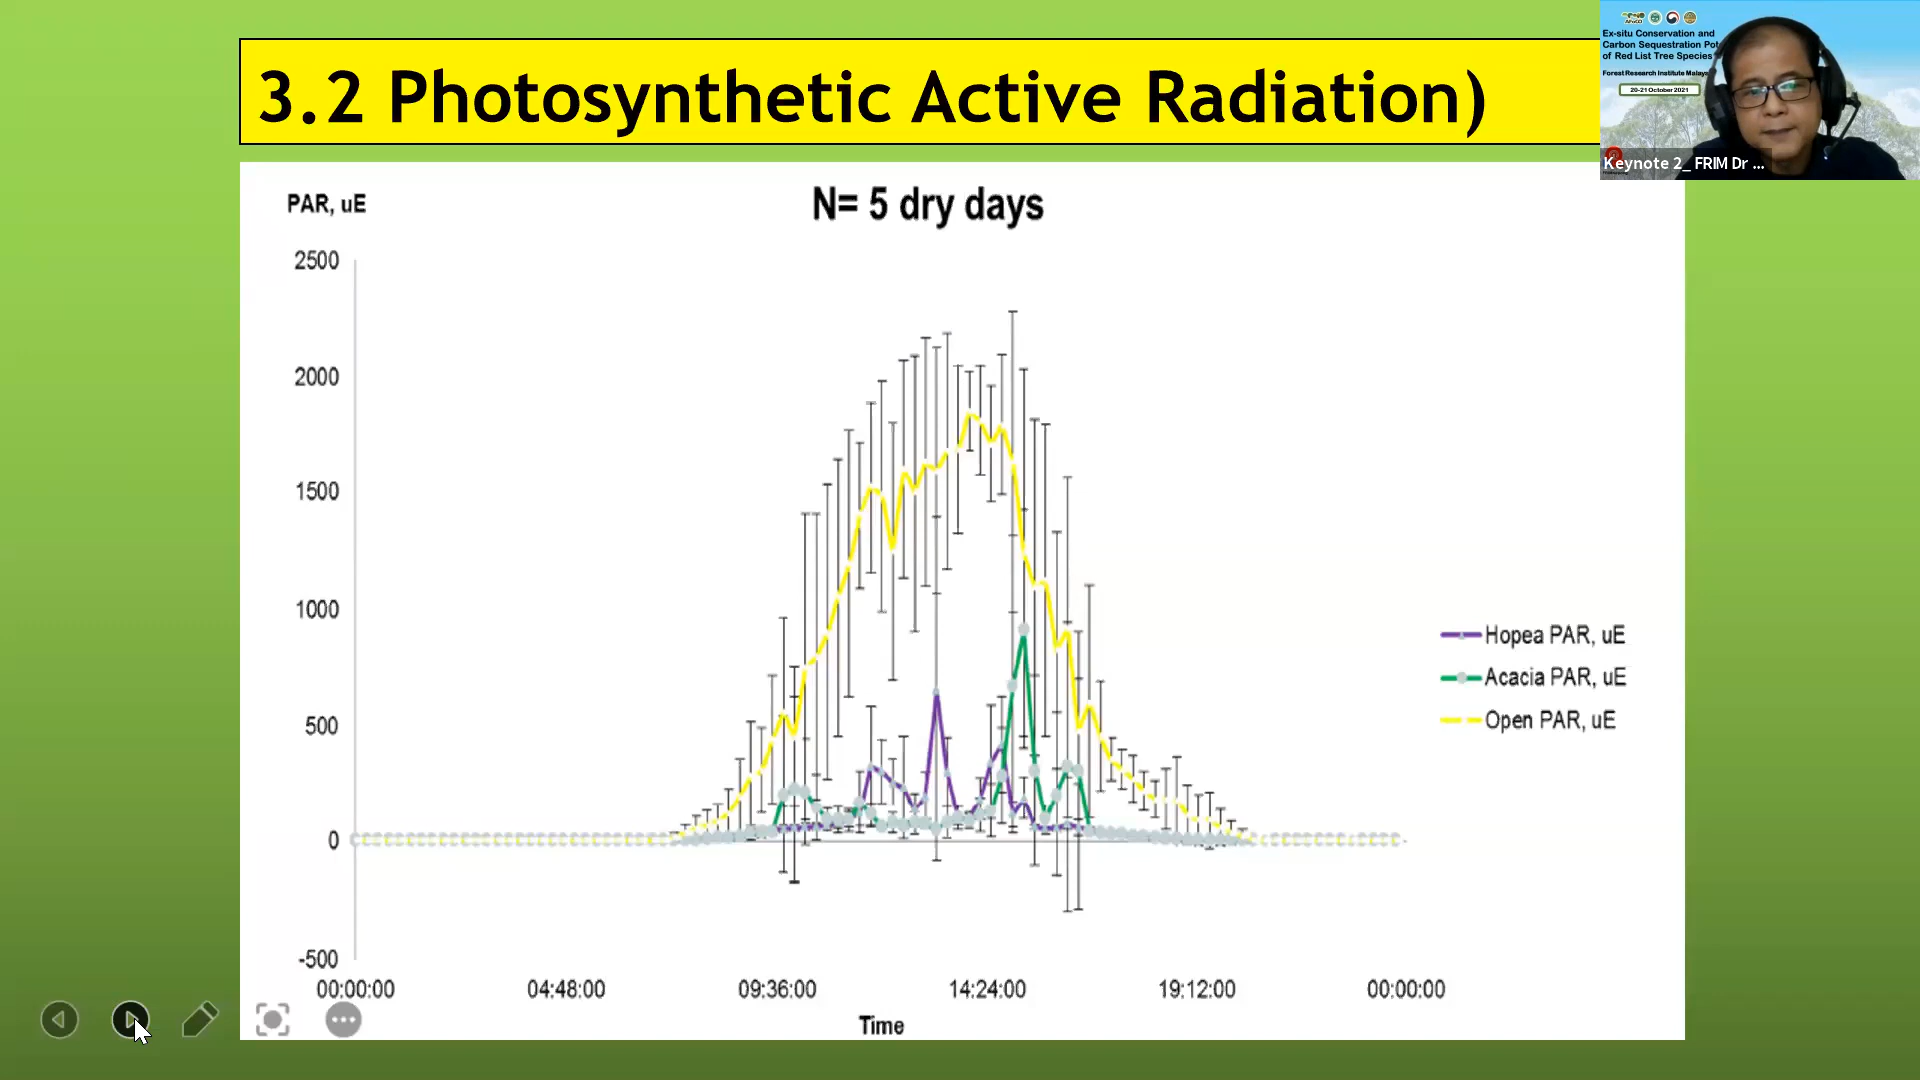 3.2 Photosynthetic Active Radiation)
Ex-situ Conservation and
Carbon Sequestration Pot
of Red List Tree Species
Forest Research Institute Malays
20-21 October 2021
Keynote 2_ FRIM Dr ...
PAR, uE
N= 5 dry days
2500
2000
1500
1000
500
0
-500
Hopea PAR, uE
Acacia PAR, uE
Open PAR, uE
00:00:00 04:48:00 09:36:00 14:24:00 19:12:00 00:00:00
Time